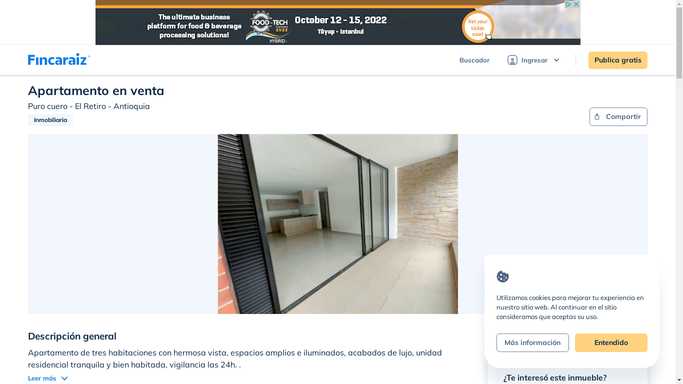 The ultimate business
platform for food & beverage
processing solutions!
FOOD-TECH
HYBRID
October 12 - 15, 2022
Tüyap - Istanbul
Get your
ticket
now!
Fincaraiz
Buscador
Ingresar
Publica gratis
Apartamento en venta
Puro cuero - El Retiro - Antioquia
Inmobiliaria
Compartir
Utilizamos cookies para mejorar tu experiencia en
nuestro sitio web. Al continuar en el sitio
consideramos que aceptas su uso.
Más información
Entendido
Descripción general
Apartamento de tres habitaciones con hermosa vista, espacios amplios e iluminados, acabados de lujo, unidad
residencial tranquila y bien habitada, vigilancia las 24h. .
Leer más
¿Te interesó este inmueble?